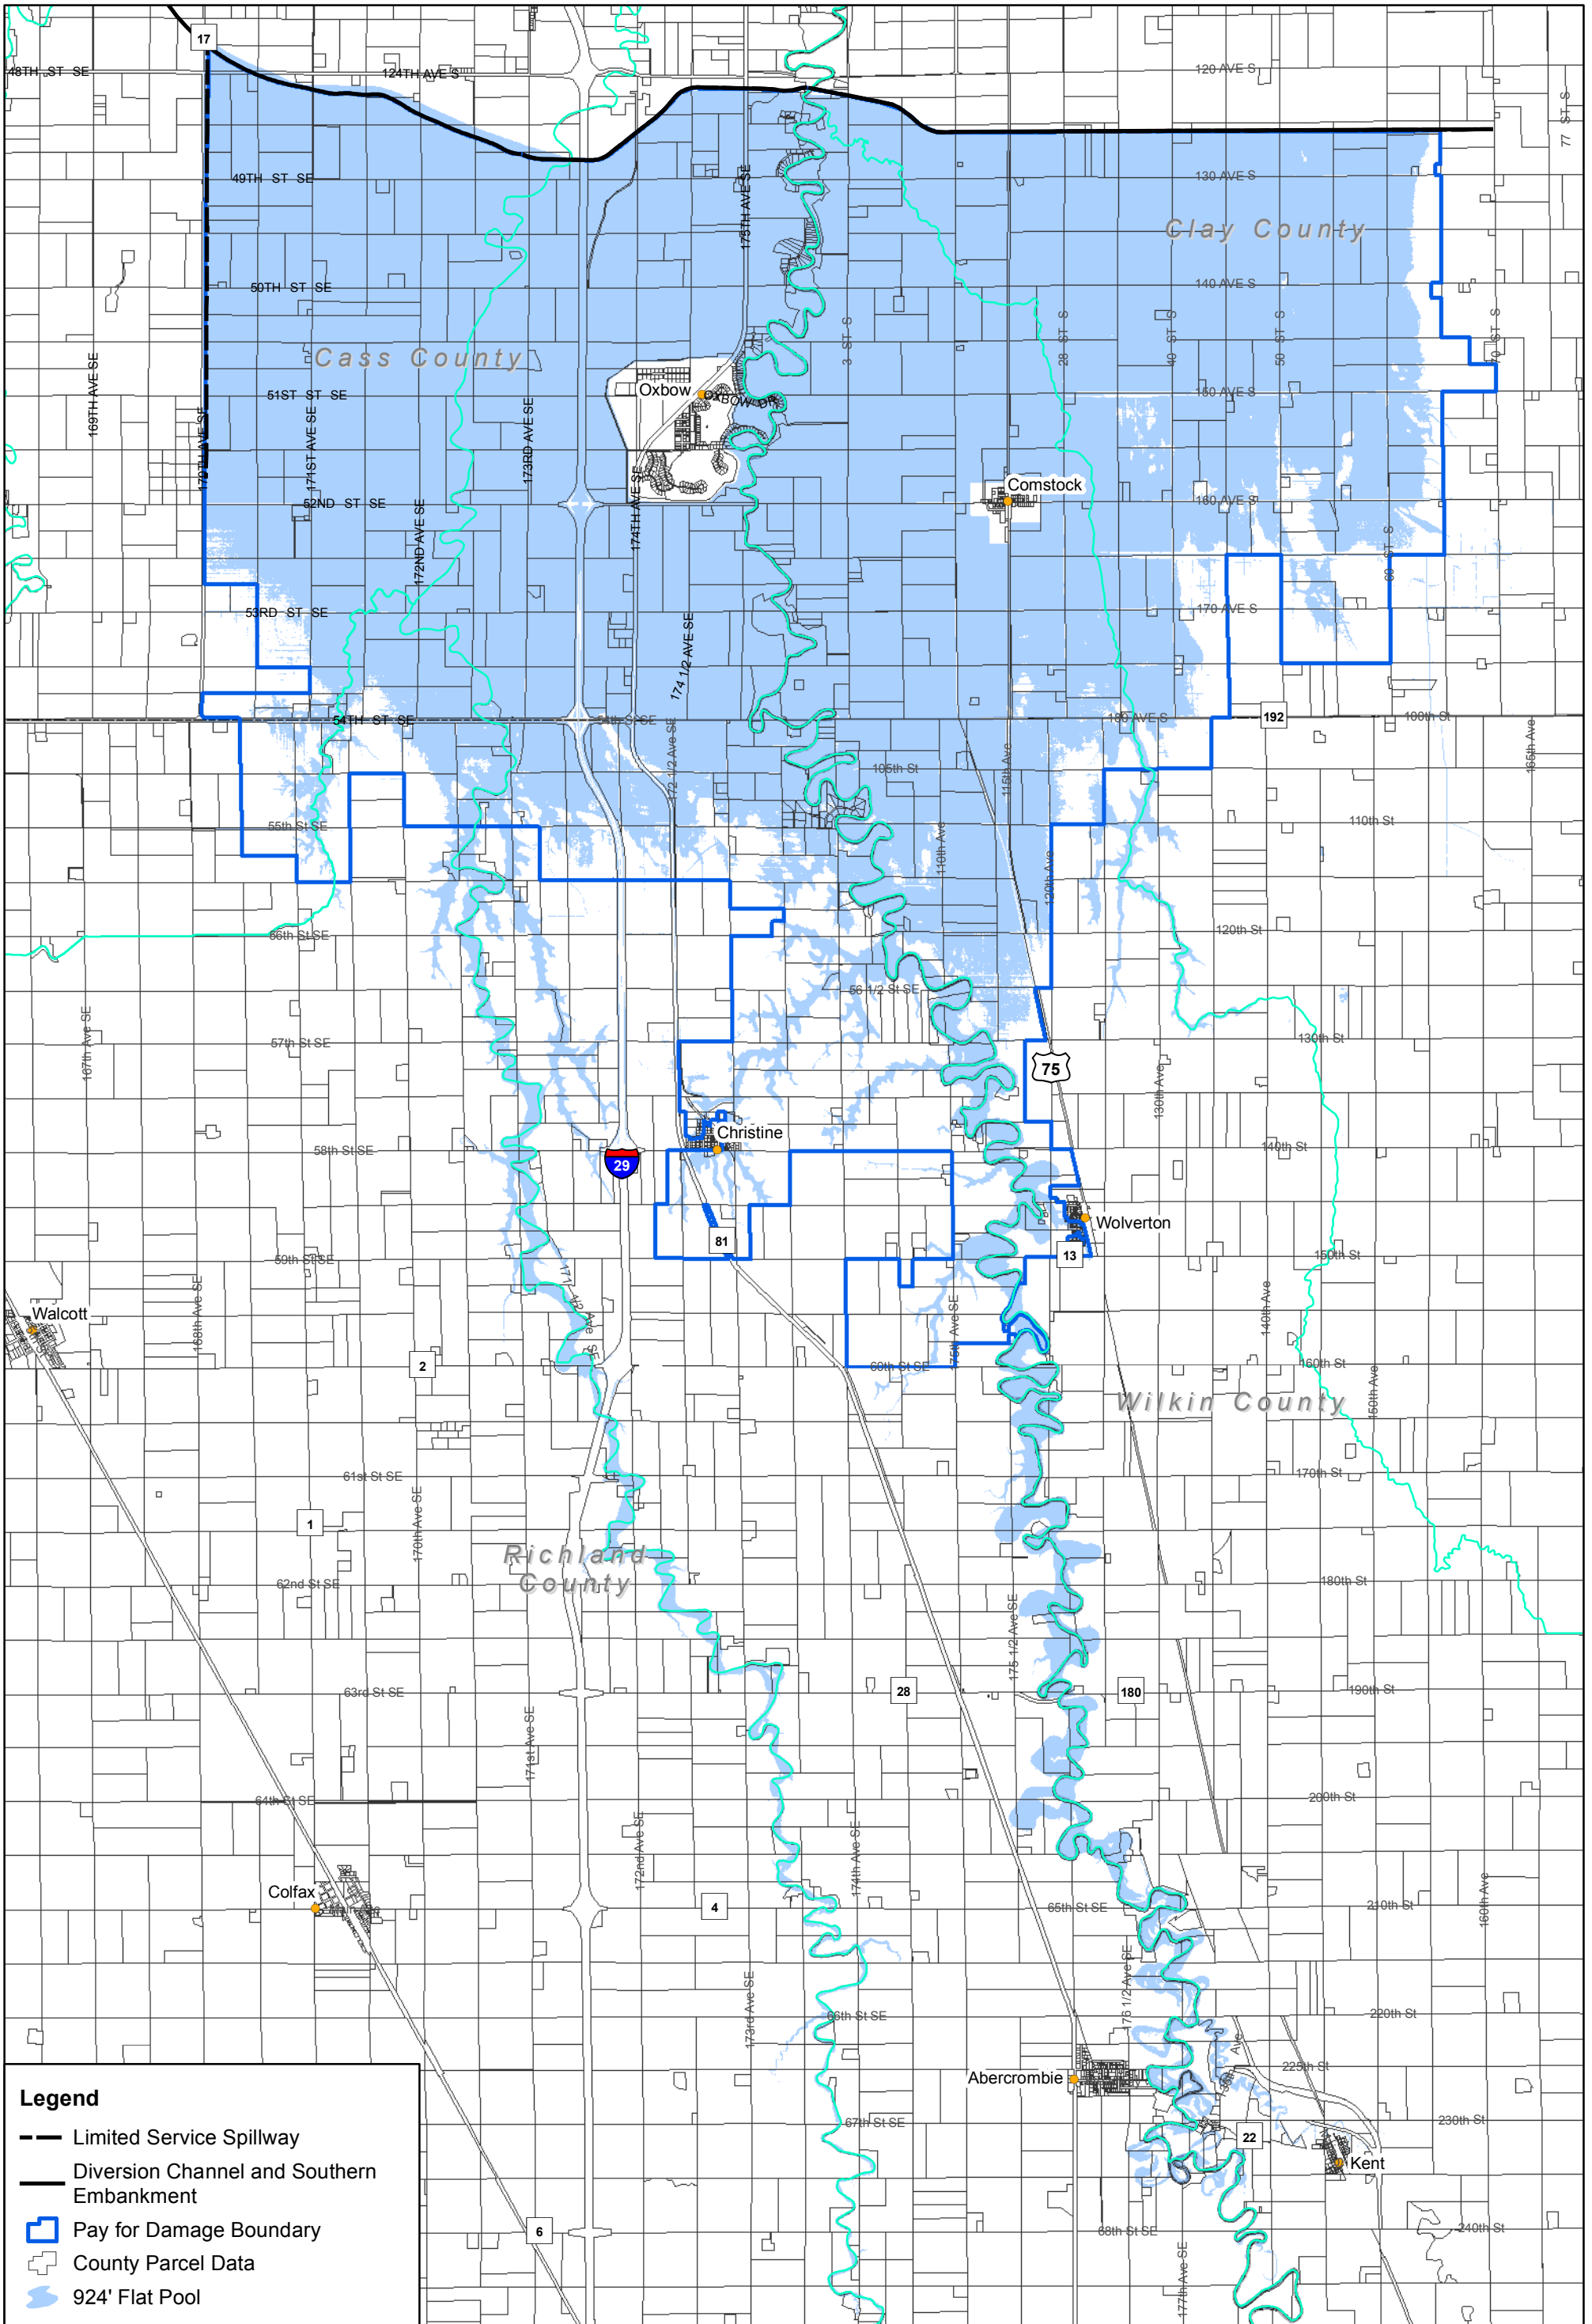 17
48TH ST SE
124TH AVE S
120 AVE S
77 ST S
49TH ST SE
175TH AVE SE
130 AVE S
Clay County
50TH ST SE
140 AVE S
Cass County
169TH AVE SE
3 ST S
28 ST S
40 ST S
50 ST S
70 ST S
Oxbow
OXBOW DR
51ST ST SE
150 AVE S
170TH AVE SE
171ST AVE SE
173RD AVE SE
Comstock
52ND ST SE
160 AVE S
172ND AVE SE
174TH AVE SE
60 ST S
53RD ST SE
170 AVE S
174 1/2 AVE SE
54TH ST SE
54th St SE
180 AVE S
192
100th St
172 1/2 Ave SE
105th St
115th Ave
165th Ave
55th St SE
110th St
110th Ave
120th Ave
56th St SE
120th St
56 1/2 St SE
167th Ave SE
57th St SE
130th St
75
130th Ave
Christine
58th St SE
140th St
29
Wolverton
81
13
59th St SE
150th St
171 1/2 Ave SE
Walcott
168th Ave SE
175th Ave SE
140th Ave
2
60th St SE
160th St
150th Ave
Wilkin County
61st St SE
170th St
1
170th Ave SE
Richland
County
62nd St SE
180th St
175 1/2 Ave SE
63rd St SE
28
180
190th St
171st Ave SE
64th St SE
200th St
172nd Ave SE
174th Ave SE
Colfax
4
65th St SE
210th St
160th Ave
173rd Ave SE
176 1/2 Ave SE
66th St SE
220th St
225th St
Abercrombie
67th St SE
230th St
22
Kent
68th St SE
240th St
6
177th Ave SE
Legend
Limited Service Spillway
Diversion Channel and Southern
Embankment
Pay for Damage Boundary
County Parcel Data
924' Flat Pool